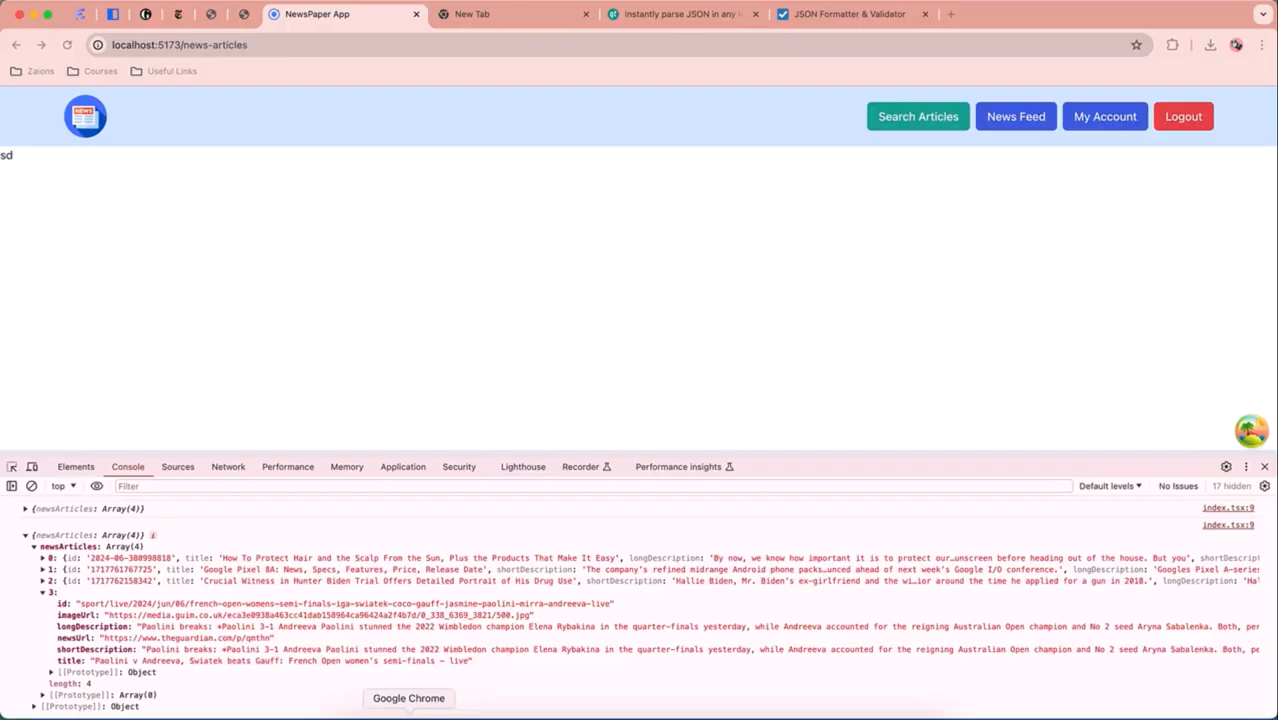 NewsPaper App
New Tab
Instantly parse JSON in any
JSON Formatter & Validator
localhost:5173/news-articles
Zaions
Courses
Useful Links
NEWS
Search Articles
News Feed
My Account
Logout
sd
Elements
Console
Sources
Network
Performance
Memory
Application
Security
Lighthouse
Recorder
Performance insights
top
Filter
Default levels
No Issues
17 hidden
{newsArticles: Array(4)}
index.tsx:9
index.tsx:9
{newsArticles: Array(4)}
newsArticles: Array(4)
0: {id: '2024-06-380998818', title: 'How To Protect Hair and the Scalp From the Sun, Plus the Products That Make It Easy', longDescription: 'By now, we know how important it is to protect our…unscreen before heading out of the house. But you', shortDescrip
1: {id: '1717761767725', title: 'Google Pixel 8A: News, Specs, Features, Price, Release Date', shortDescription: 'The company's refined midrange Android phone packs…unced ahead of next week's Google I/O conference.', longDescription: 'Googles Pixel A-series
2: {id: '1717762158342', title: 'Crucial Witness in Hunter Biden Trial Offers Detailed Portrait of His Drug Use', shortDescription: 'Hallie Biden, Mr. Biden's ex-girlfriend and the wi…ior around the time he applied for a gun in 2018.', longDescription: 'Hal
3:
id: "sport/live/2024/jun/06/french-open-womens-semi-finals-iga-swiatek-coco-gauff-jasmine-paolini-mirra-andreeva-live"
imageUrl: "https://media.guim.co.uk/eca3e0938a463cc41dab158964ca96424a2f4b7d/0_338_6369_3821/500.jpg"
longDescription: "Paolini breaks: *Paolini 3-1 Andreeva Paolini stunned the 2022 Wimbledon champion Elena Rybakina in the quarter-finals yesterday, while Andreeva accounted for the reigning Australian Open champion and No 2 seed Aryna Sabalenka. Both, per
newsUrl: "https://www.theguardian.com/p/qmthn"
shortDescription: "Paolini breaks: *Paolini 3-1 Andreeva Paolini stunned the 2022 Wimbledon champion Elena Rybakina in the quarter-finals yesterday, while Andreeva accounted for the reigning Australian Open champion and No 2 seed Aryna Sabalenka. Both, pe
title: "Paolini v Andreeva, Swiatek beats Gauff: French Open women's semi-finals – live"
[[Prototype]]: Object
length: 4
[[Prototype]]: Array(0)
[[Prototype]]: Object
Google Chrome